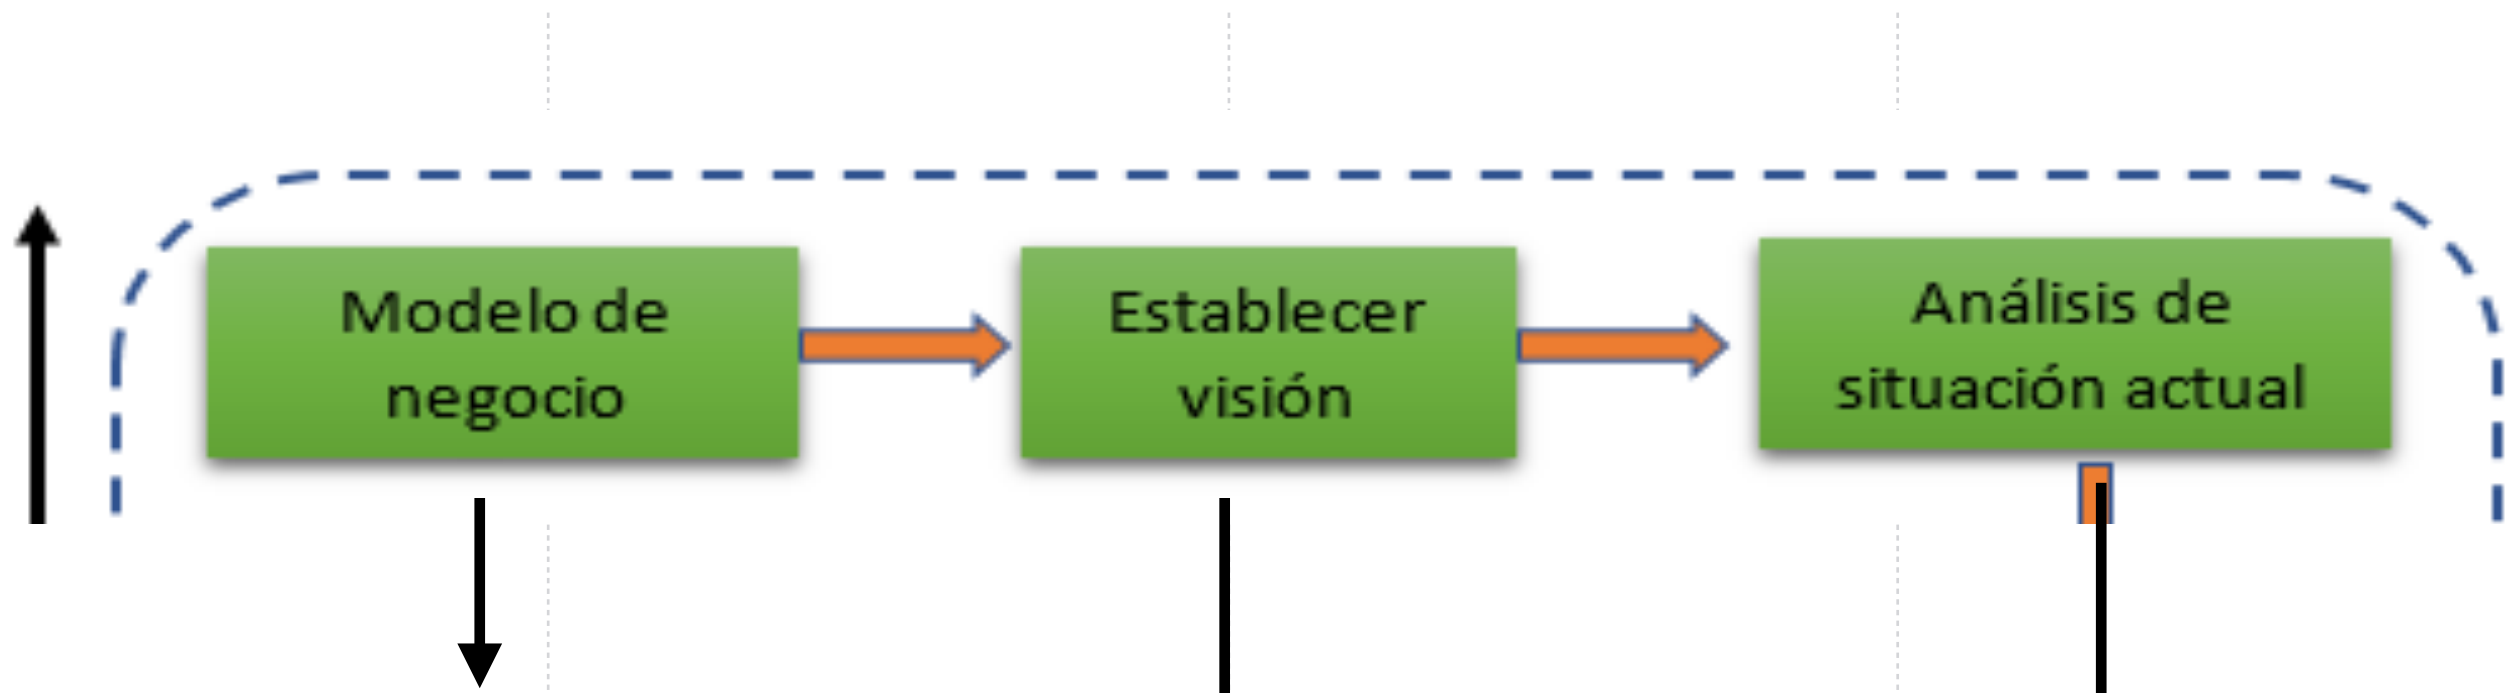 Modelo de
negocio
Establecer
visión
Análisis de
situación actual